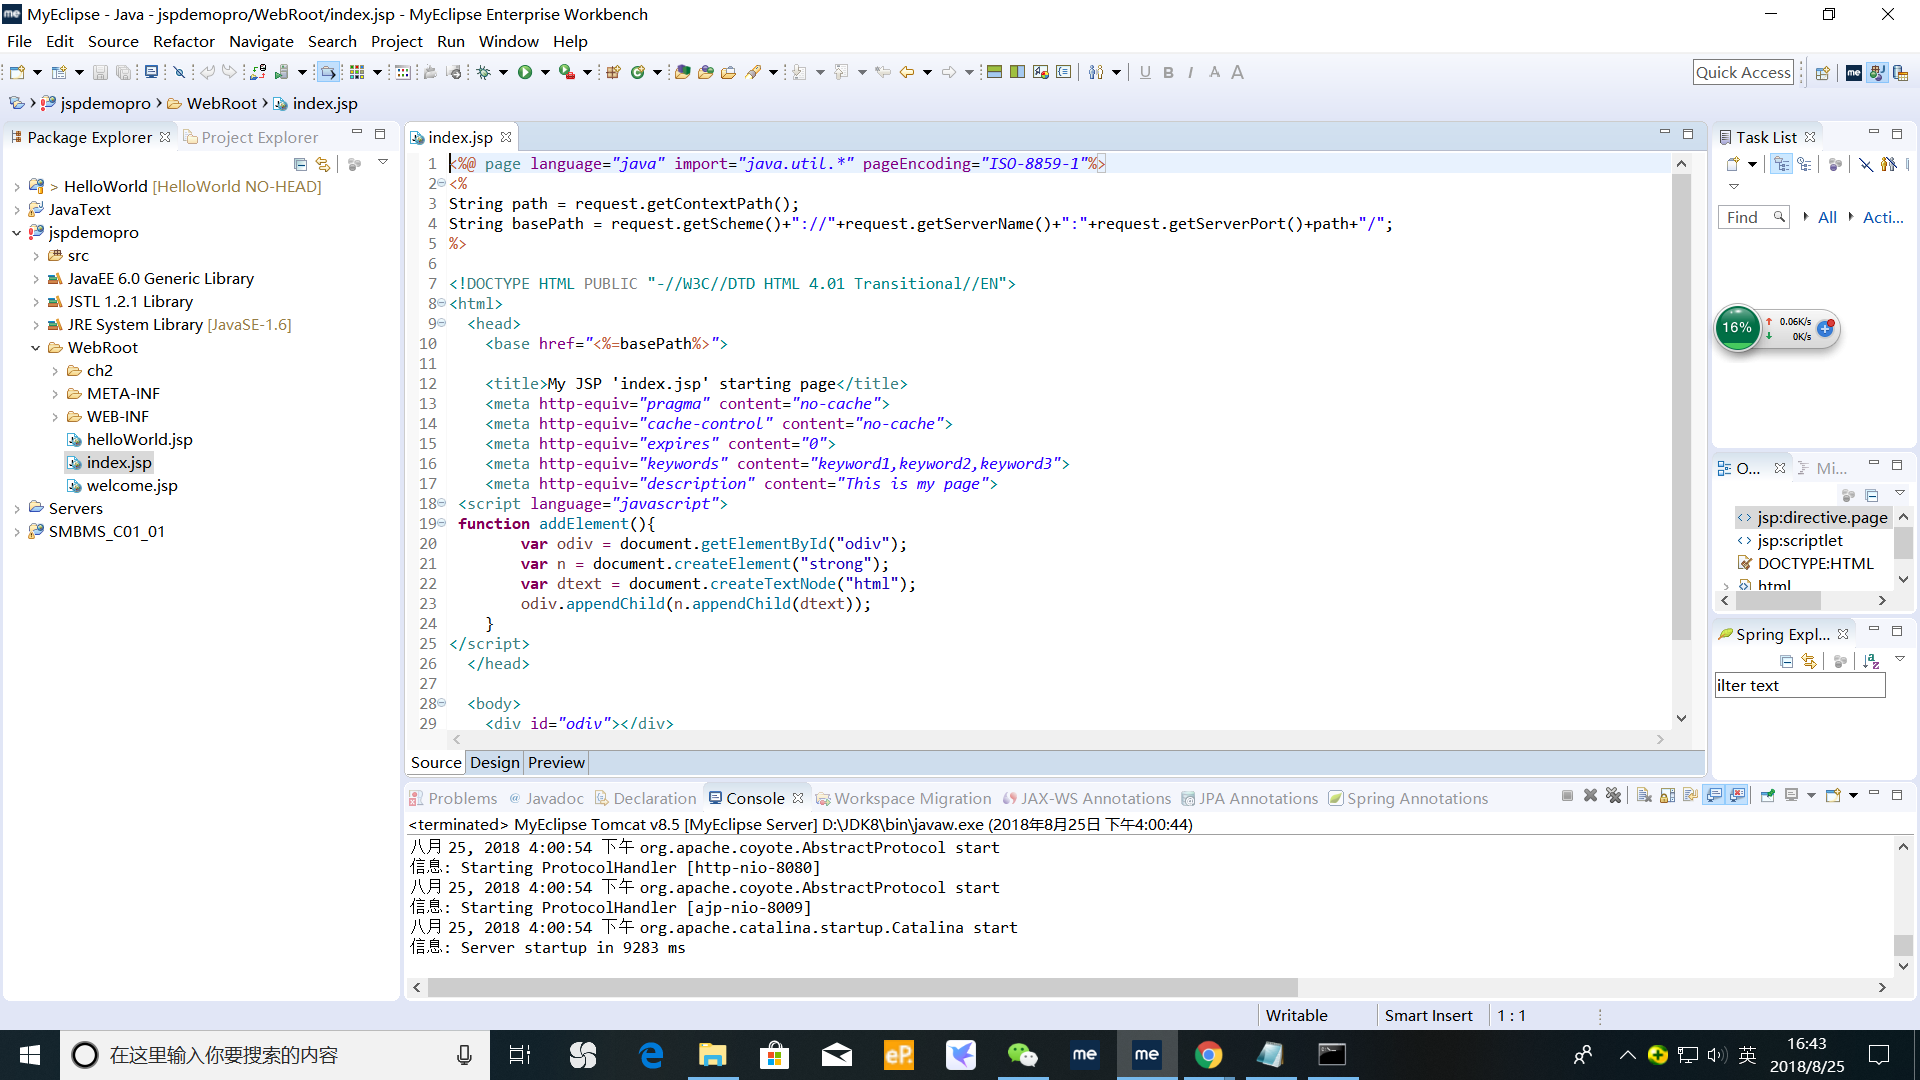 MyEclipse - Java - jspdemopro/WebRoot/index.jsp - MyEclipse Enterprise Workbench
File Edit Source Refactor Navigate Search Project Run Window Help
Quick Access
jspdemopro WebRoot index.jsp
Package Explorer Project Explorer
> HelloWorld [HelloWorld NO-HEAD]
JavaText
jspdemopro
src
JavaEE 6.0 Generic Library
JSTL 1.2.1 Library
JRE System Library [JavaSE-1.6]
WebRoot
ch2
META-INF
WEB-INF
helloWorld.jsp
index.jsp
welcome.jsp
Servers
SMBMS_C01_01
index.jsp
1 <%@ page language="java" import="java.util.*" pageEncoding="ISO-8859-1"%>
2 <%
3 String path = request.getContextPath();
4 String basePath = request.getScheme()+"://"+request.getServerName()+":"+request.getServerPort()+path+"/";
5 %>
6
7 <!DOCTYPE HTML PUBLIC "-//W3C//DTD HTML 4.01 Transitional//EN">
8 <html>
9 <head>
10 <base href="<%=basePath%>">
11
12 <title>My JSP 'index.jsp' starting page</title>
13 <meta http-equiv="pragma" content="no-cache">
14 <meta http-equiv="cache-control" content="no-cache">
15 <meta http-equiv="expires" content="0">
16 <meta http-equiv="keywords" content="keyword1,keyword2,keyword3">
17 <meta http-equiv="description" content="This is my page">
18 <script language="javascript">
19 function addElement(){
20 var odiv = document.getElementById("odiv");
21 var n = document.createElement("strong");
22 var dtext = document.createTextNode("html");
23 odiv.appendChild(n.appendChild(dtext));
24 }
25 </script>
26 </head>
27
28 <body>
29 <div id="odiv"></div>
Source Design Preview
Task List
Find All Acti...
16% 0.06K/s
0K/s
O... Mi...
jsp:directive.page
jsp:scriptlet
DOCTYPE:HTML
html
Spring Expl...
ilter text
Problems Javadoc Declaration Console Workspace Migration JAX-WS Annotations JPA Annotations Spring Annotations
<terminated> MyEclipse Tomcat v8.5 [MyEclipse Server] D:\JDK8\bin\javaw.exe (2018年8月25日 下午4:00:44)
八月 25, 2018 4:00:54 下午 org.apache.coyote.AbstractProtocol start
信息: Starting ProtocolHandler [http-nio-8080]
八月 25, 2018 4:00:54 下午 org.apache.coyote.AbstractProtocol start
信息: Starting ProtocolHandler [ajp-nio-8009]
八月 25, 2018 4:00:54 下午 org.apache.catalina.startup.Catalina start
信息: Server startup in 9283 ms
Writable Smart Insert 1 : 1
在这里输入你要搜索的内容
英
16:43
2018/8/25